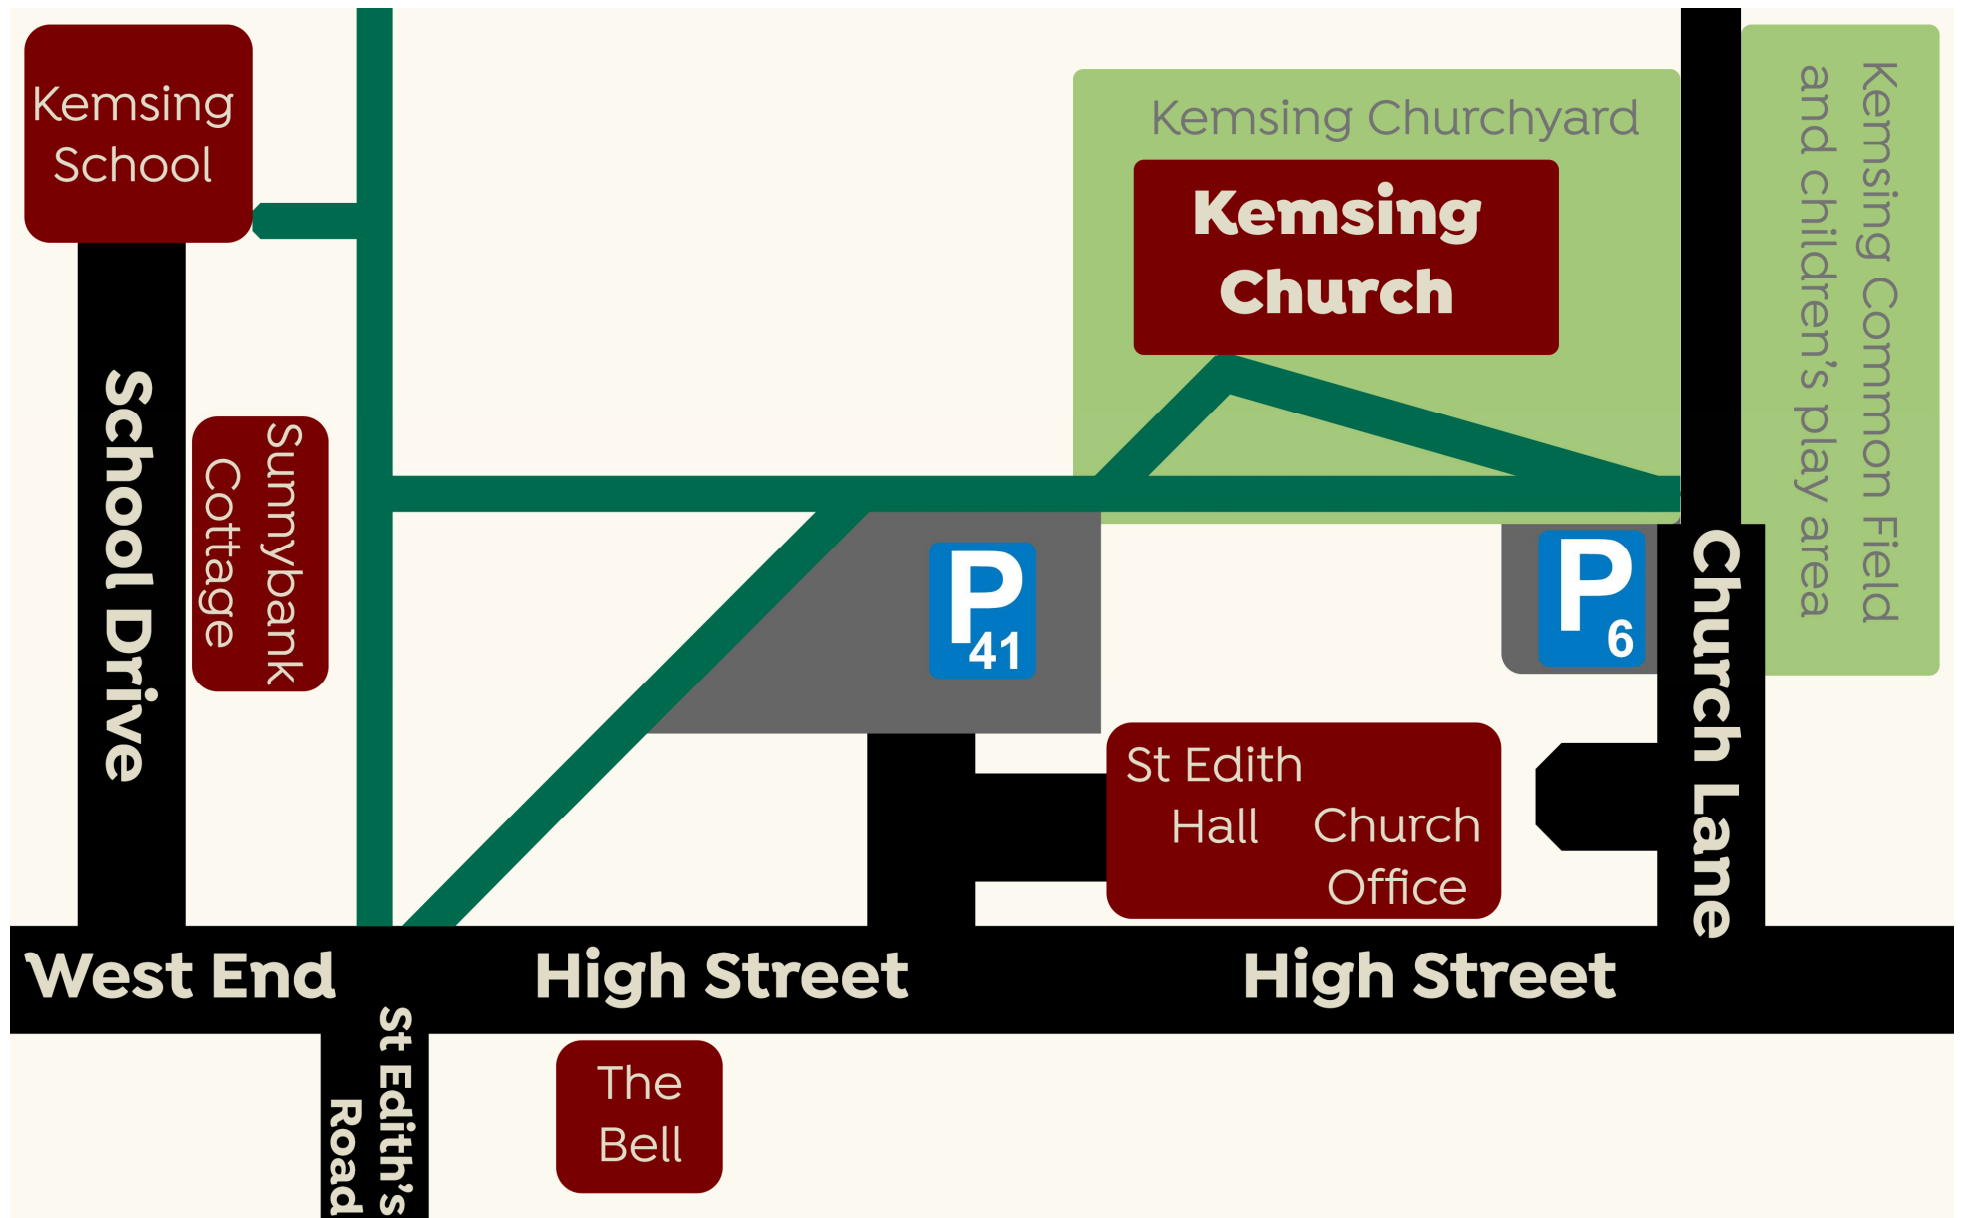 Kemsing
School
Kemsing Churchyard
Kemsing
Church
Kemsing Common Field
and children's play area
School Drive
Sunnybank
Cottage
P
41
P
6
Church Lane
St Edith
Hall
Church
Office
West End
High Street
High Street
St Edith's
Road
The
Bell